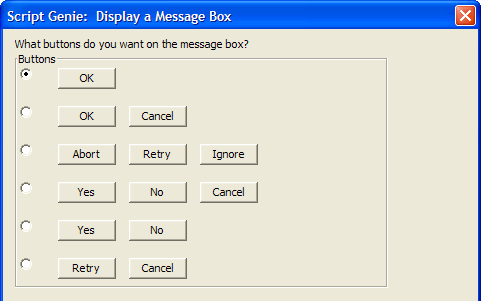 Script Genie:  Display a Message Box
What buttons do you want on the message box?
Buttons
OK
OK Cancel
Abort Retry Ignore
Yes No Cancel
Yes No
Retry Cancel